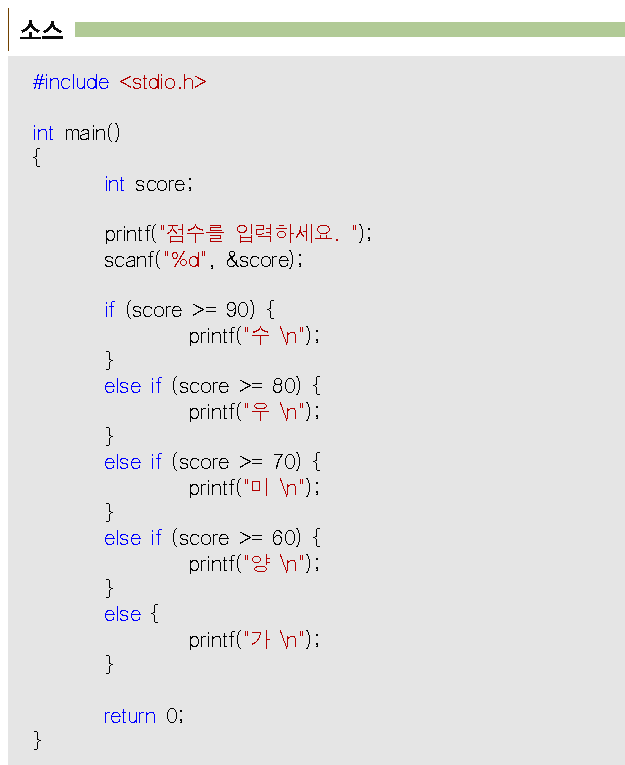 소스
#include <stdio.h>
int main()
{
int score;
printf("점수를 입력하세요. ");
scanf("%d", &score);
if (score >= 90) {
printf("수 \n");
}
else if (score >= 80) {
printf("우 \n");
}
else if (score >= 70) {
printf("미 \n");
}
else if (score >= 60) {
printf("양 \n");
}
else {
printf("가 \n");
}
return 0;
}